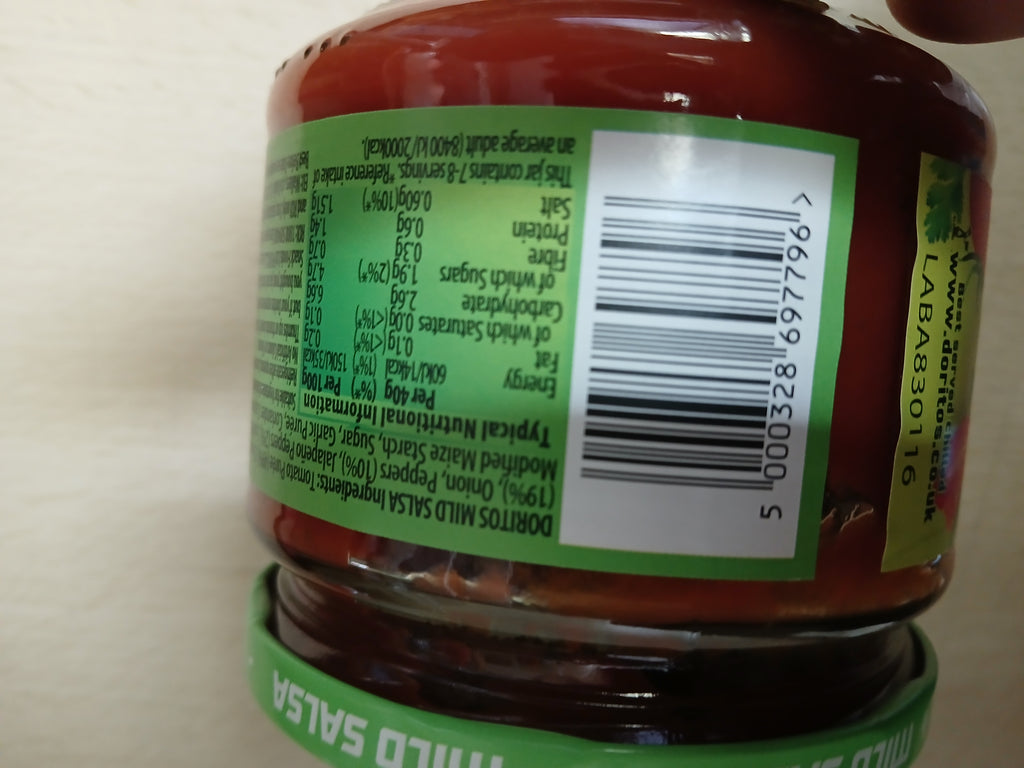 DORITOS MILD SALSA Ingredients: Tomato Puree
(19%), Onion, Peppers (10%), Jalapeño Peppers
Modified Maize Starch, Sugar, Garlic Puree,
Typical Nutritional Information
Per 40g (%*) Per 100g
Energy 60kJ/14kcal (1%*) 150kJ/35kcal
Fat 0.1g (<1%*) 0.2g
of which Saturates 0.0g (<1%*) 0.1g
Carbohydrate 2.6g 6.6g
of which Sugars 1.9g (2%*) 4.7g
Fibre 0.3g 0.7g
Protein 0.6g 1.4g
Salt 0.60g (10%*) 1.51g
This jar contains 7-8 servings. *Reference intake of
an average adult (8400 kJ/2000kcal).
5 000328 697796 >
Best served chilled
www.doritos.co.uk
LABA830116
MILD SALSA
MILD